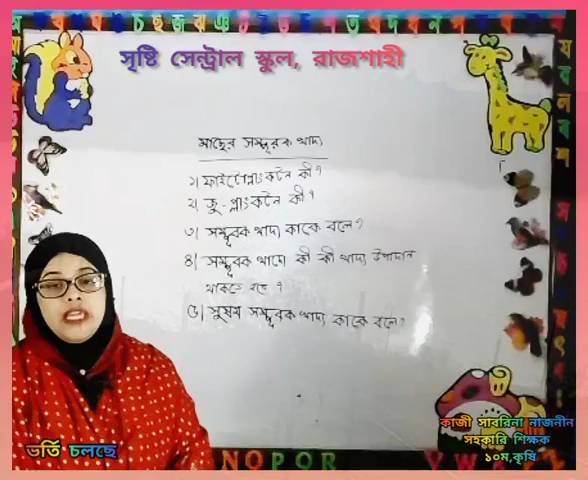 সৃষ্টি সেন্ট্রাল স্কুল, রাজশাহী
মাছের সম্পূরক খাদ্য
১। ফাইটোপ্লাংকটন কী?
২। জু-প্লাংকটন কী?
৩। সম্পূরক খাদ্য কাকে বলে?
৪। সম্পূরক খাদ্যে কী কী খাদ্য উপাদান
থাকতে হবে?
৫। সুষম সম্পূরক খাদ্য কাকে বলে?
কাজী সাবরিনা নাজনীন
সহকারি শিক্ষক
১০ম,কৃষি
ভর্তি চলছে
NOPQR
VWX